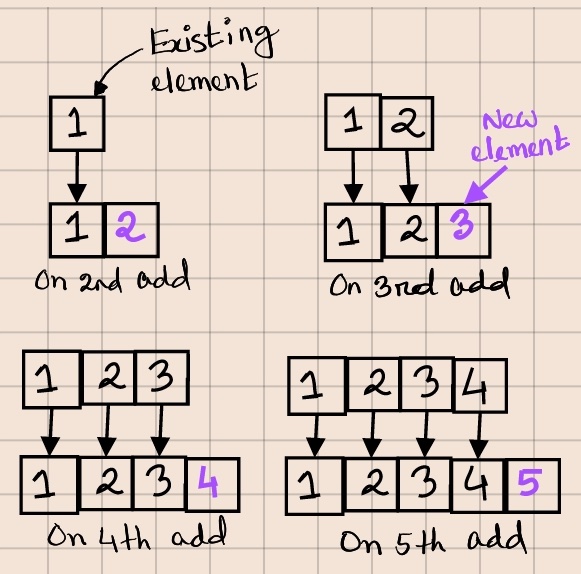 Existing
element
1
1 2
On 2nd add
1 2
New
element
1 2 3
On 3rd add
1 2 3
1 2 3 4
On 4th add
1 2 3 4
1 2 3 4 5
On 5th add